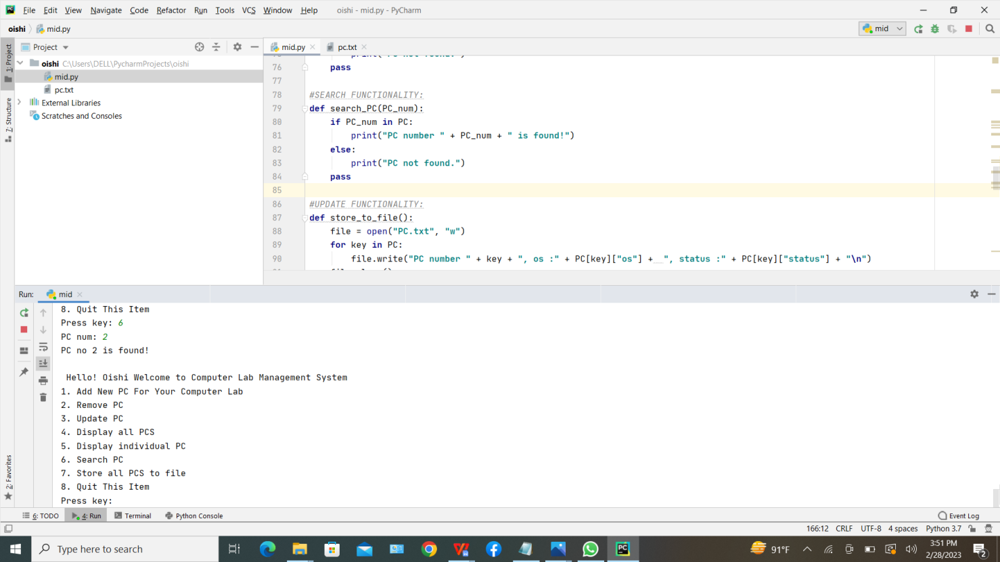 File Edit View Navigate Code Refactor Run Tools VCS Window Help oishi - mid.py - PyCharm
oishi mid.py mid
1: Project
7: Structure
2: Favorites
Project
oishi C:\Users\DELL\PycharmProjects\oishi
mid.py
pc.txt
External Libraries
Scratches and Consoles
mid.py pc.txt
76 pass
77
78 #SEARCH FUNCTIONALITY:
79 def search_PC(PC_num):
80 if PC_num in PC:
81 print("PC number " + PC_num + " is found!")
82 else:
83 print("PC not found.")
84 pass
85
86 #UPDATE FUNCTIONALITY:
87 def store_to_file():
88 file = open("PC.txt", "w")
89 for key in PC:
90 file.write("PC number " + key + ", os :" + PC[key]["os"] + ", status :" + PC[key]["status"] + "\n")
Run: mid
8. Quit This Item
Press key: 6
PC num: 2
PC no 2 is found!
Hello! Oishi Welcome to Computer Lab Management System
1. Add New PC For Your Computer Lab
2. Remove PC
3. Update PC
4. Display all PCS
5. Display individual PC
6. Search PC
7. Store all PCS to file
8. Quit This Item
Press key:
6: TODO 4: Run Terminal Python Console Event Log
166:12 CRLF UTF-8 4 spaces Python 3.7
Type here to search
91°F
3:51 PM
2/28/2023
2